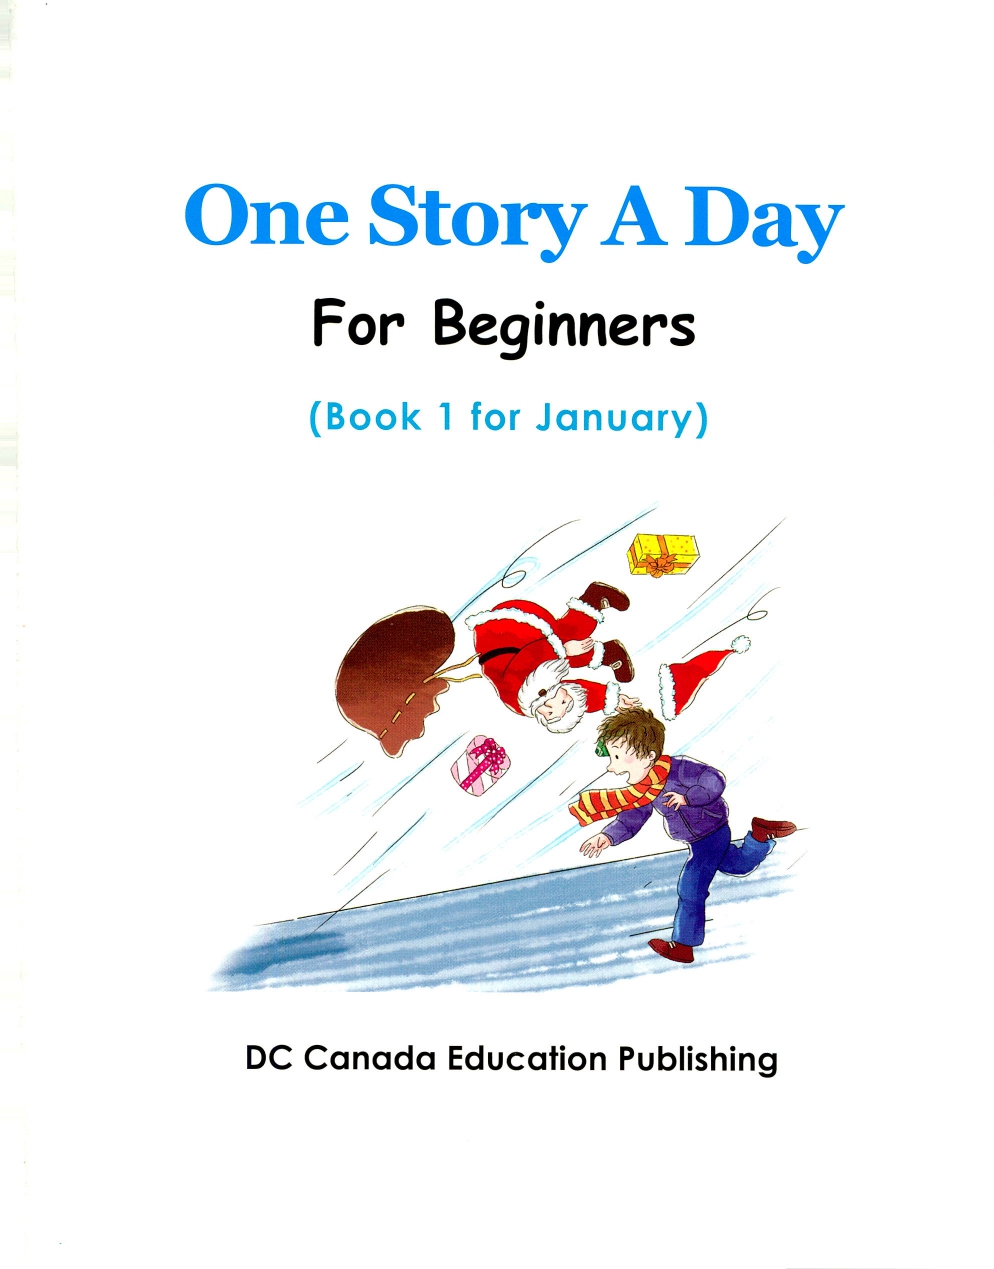 One Story A Day
For Beginners
(Book 1 for January)
DC Canada Education Publishing